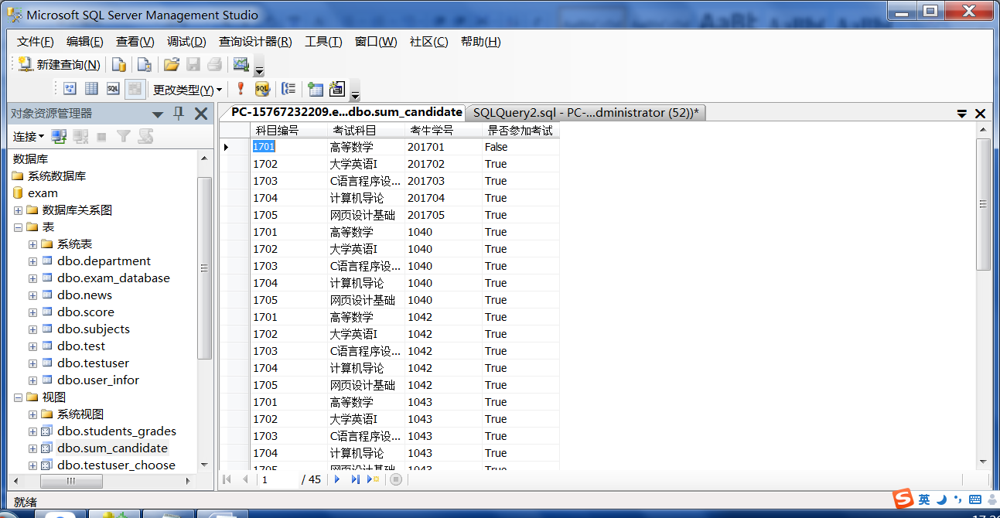 Microsoft SQL Server Management Studio
文件(F) 编辑(E) 查看(V) 调试(D) 查询设计器(R) 工具(T) 窗口(W) 社区(C) 帮助(H)
新建查询(N)
SQL 更改类型(Y) SQL
对象资源管理器
PC-15767232209.e...dbo.sum_candidate SQLQuery2.sql - PC-...dministrator (52))*
连接
数据库
系统数据库
exam
数据库关系图
表
系统表
dbo.department
dbo.exam_database
dbo.news
dbo.score
dbo.subjects
dbo.test
dbo.testuser
dbo.user_infor
视图
系统视图
dbo.students_grades
dbo.sum_candidate
dbo.testuser_choose
科目编号 考试科目 考生学号 是否参加考试
1701 高等数学 201701 False
1702 大学英语I 201702 True
1703 C语言程序设... 201703 True
1704 计算机导论 201704 True
1705 网页设计基础 201705 True
1701 高等数学 1040 True
1702 大学英语I 1040 True
1703 C语言程序设... 1040 True
1704 计算机导论 1040 True
1705 网页设计基础 1040 True
1701 高等数学 1042 True
1702 大学英语I 1042 True
1703 C语言程序设... 1042 True
1704 计算机导论 1042 True
1705 网页设计基础 1042 True
1701 高等数学 1043 True
1702 大学英语I 1043 True
1703 C语言程序设... 1043 True
1704 计算机导论 1043 True
1705 网页设计基础 1043 True
1 / 45
就绪
S 英